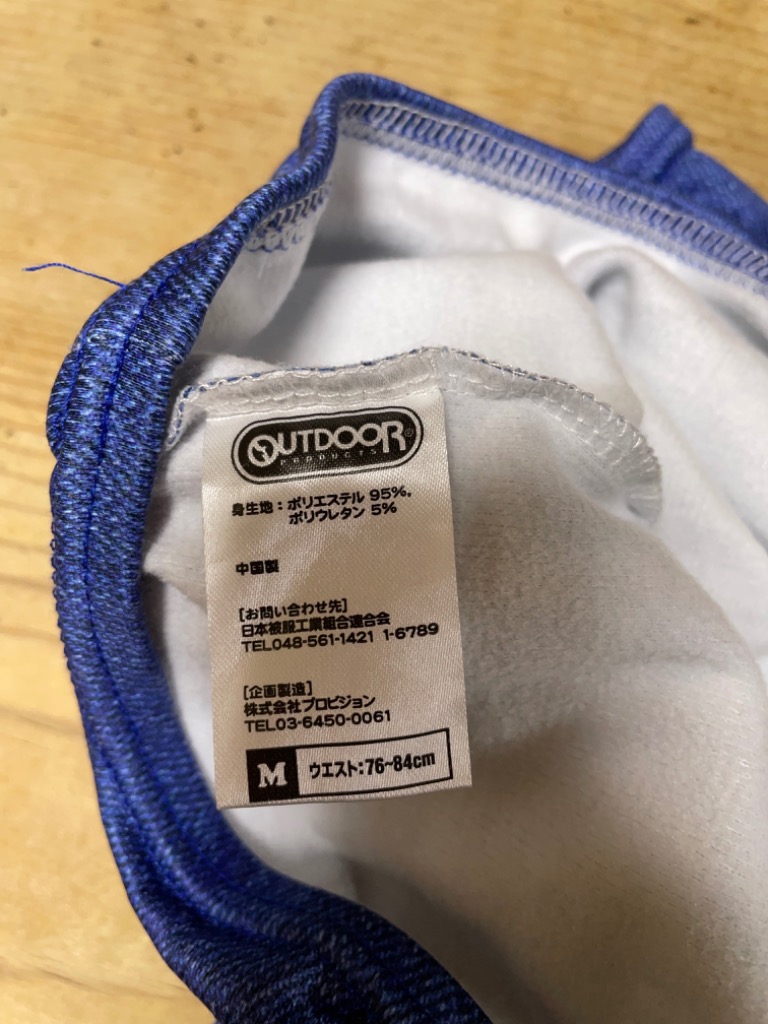 OUTDOOR®
PRODUCTS
身生地：ポリエステル 95%。
ポリウレタン 5%
中国製
[お問い合わせ先]
日本被服工業組合連合会
TEL048-561-1421 1-6789
[企画製造]
株式会社プロビジョン
TEL03-6450-0061
M ウエスト:76~84cm